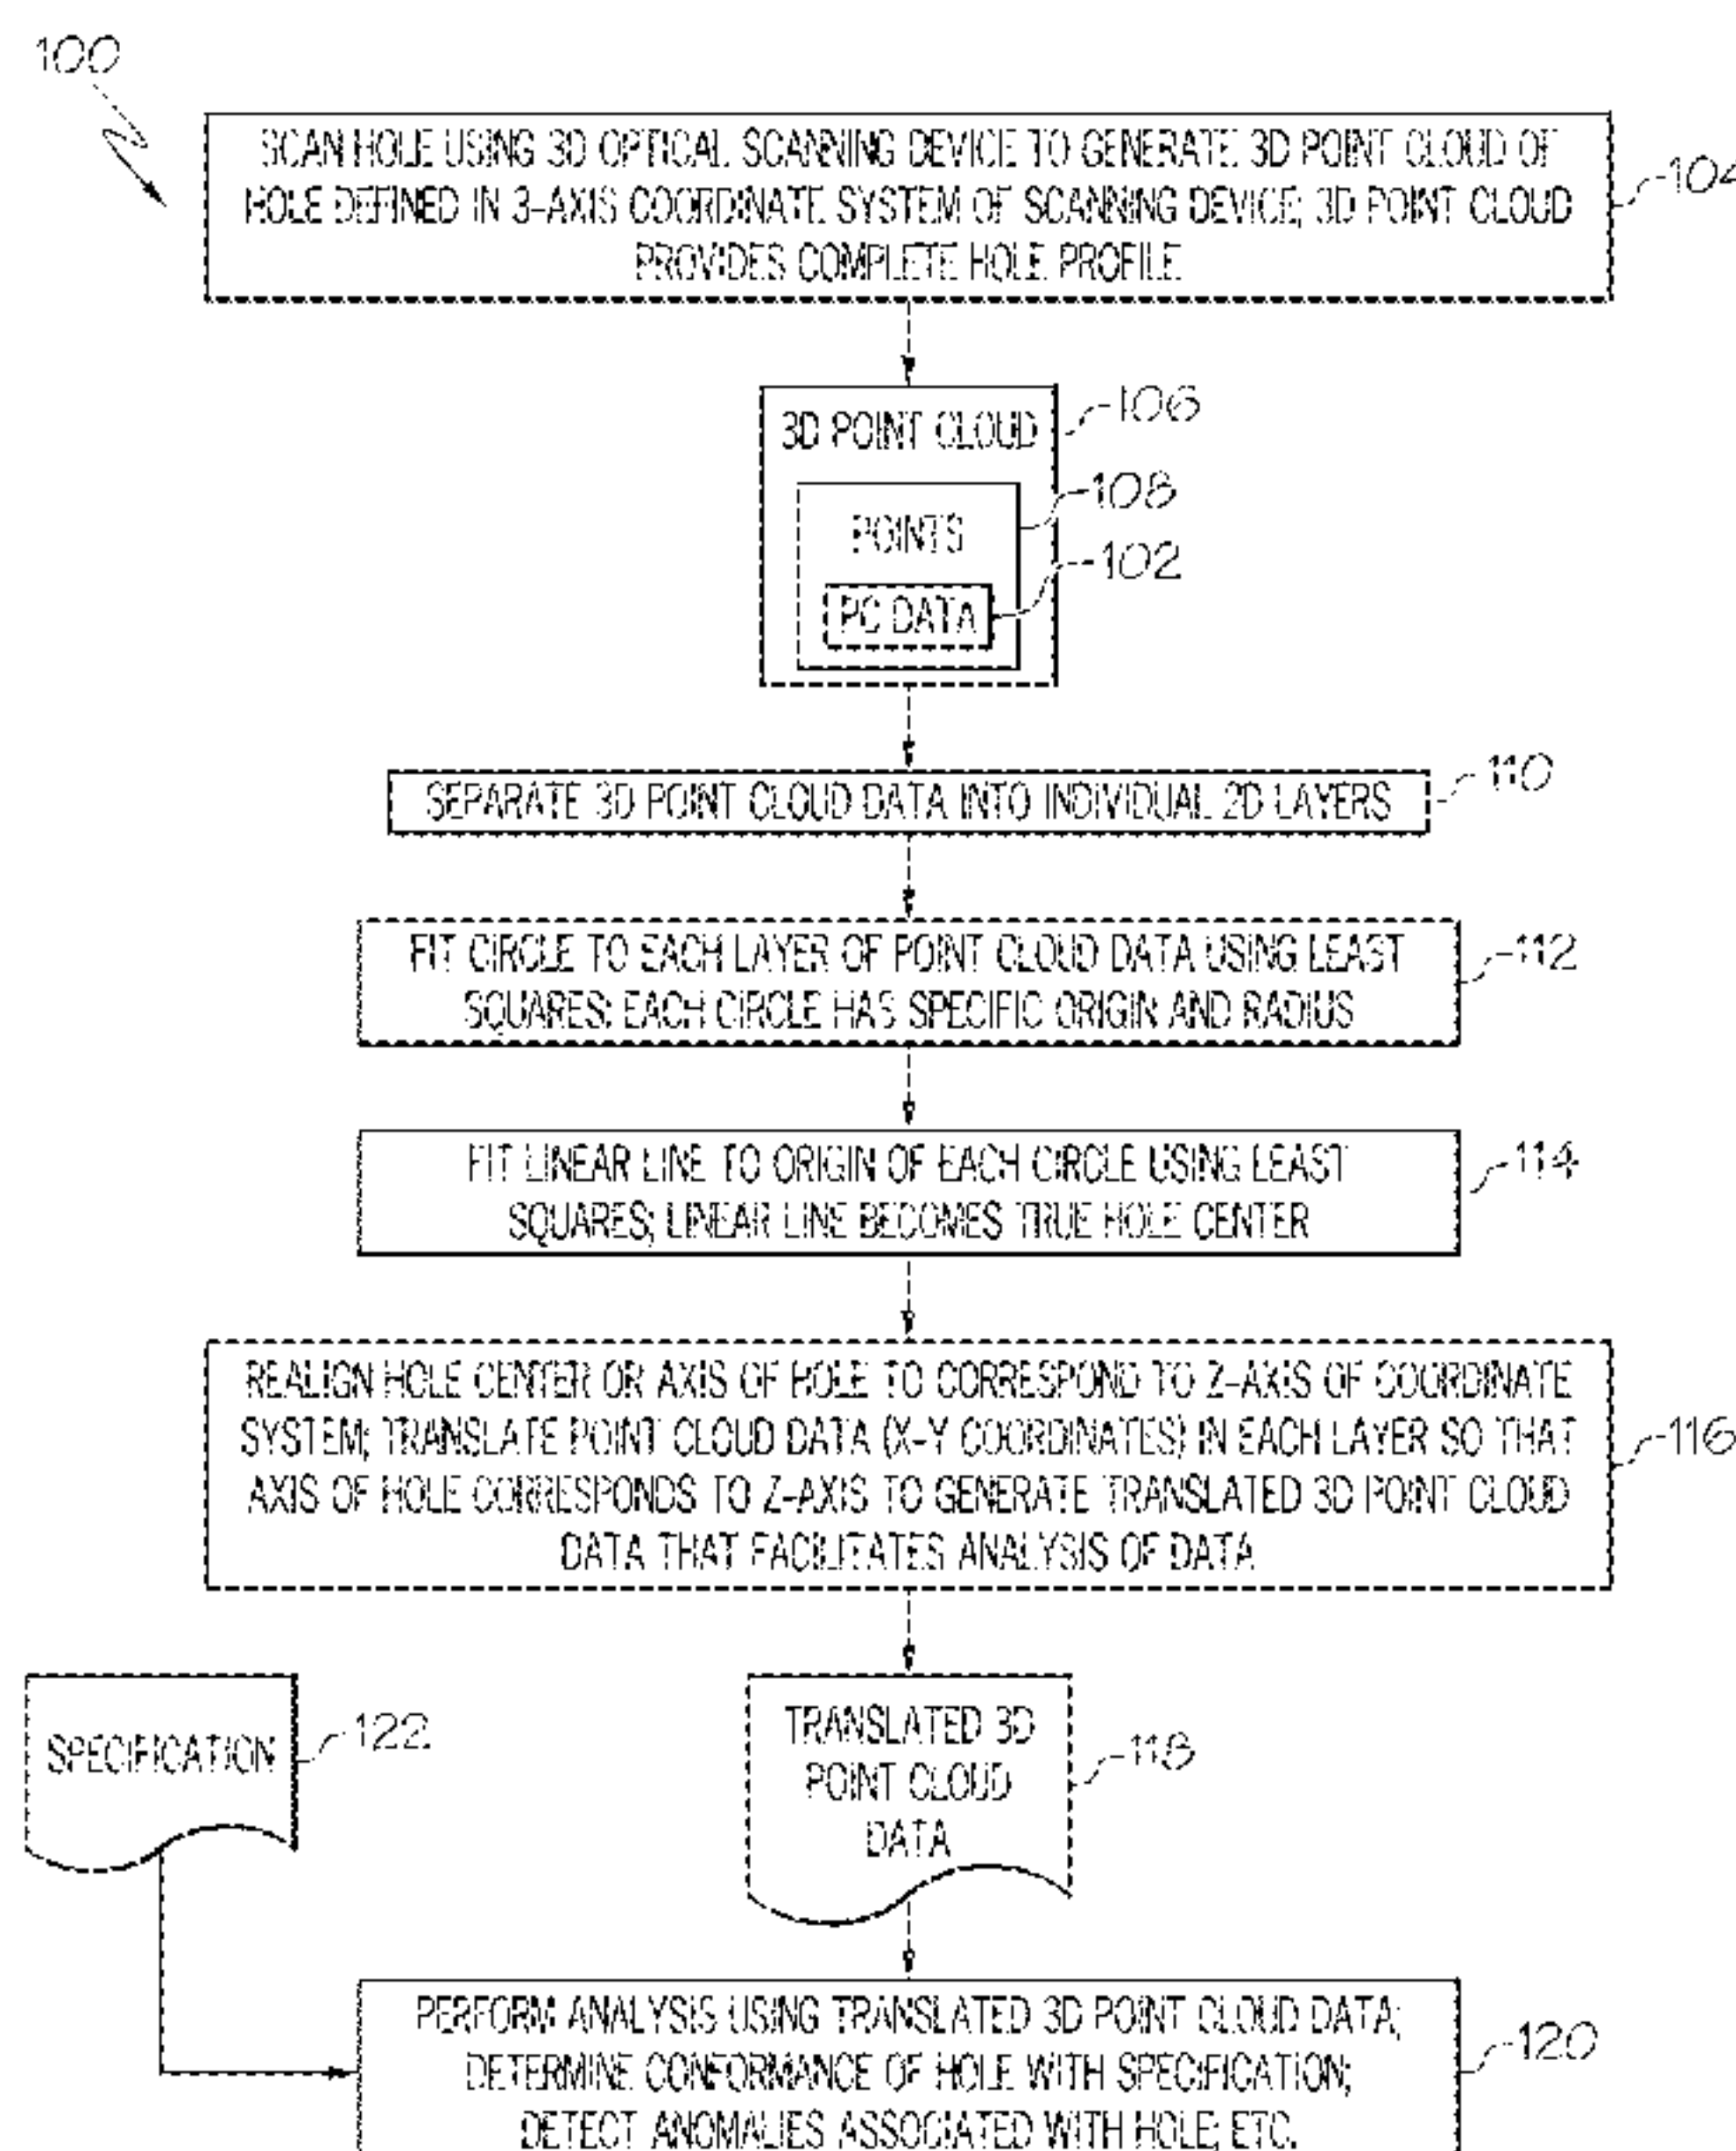 100
SCAN HOLE USING 3D OPTICAL SCANNING DEVICE TO GENERATE 3D POINT CLOUD OF
HOLE DEFINED IN 3-AXIS COORDINATE SYSTEM OF SCANNING DEVICE; 3D POINT CLOUD
PROVIDES COMPLETE HOLE PROFILE
104
3D POINT CLOUD
106
POINTS
108
PC DATA
102
SEPARATE 3D POINT CLOUD DATA INTO INDIVIDUAL 2D LAYERS
110
FIT CIRCLE TO EACH LAYER OF POINT CLOUD DATA USING LEAST
SQUARES; EACH CIRCLE HAS SPECIFIC ORIGIN AND RADIUS
112
FIT LINEAR LINE TO ORIGIN OF EACH CIRCLE USING LEAST
SQUARES; LINEAR LINE BECOMES TRUE HOLE CENTER
114
REALIGN HOLE CENTER OR AXIS OF HOLE TO CORRESPOND TO Z-AXIS OF COORDINATE
SYSTEM; TRANSLATE POINT CLOUD DATA (X-Y COORDINATES) IN EACH LAYER SO THAT
AXIS OF HOLE CORRESPONDS TO Z-AXIS TO GENERATE TRANSLATED 3D POINT CLOUD
DATA THAT FACILITATES ANALYSIS OF DATA
116
SPECIFICATION
122
TRANSLATED 3D
POINT CLOUD
DATA
118
PERFORM ANALYSIS USING TRANSLATED 3D POINT CLOUD DATA;
DETERMINE CONFORMANCE OF HOLE WITH SPECIFICATION;
DETECT ANOMALIES ASSOCIATED WITH HOLE; ETC.
120